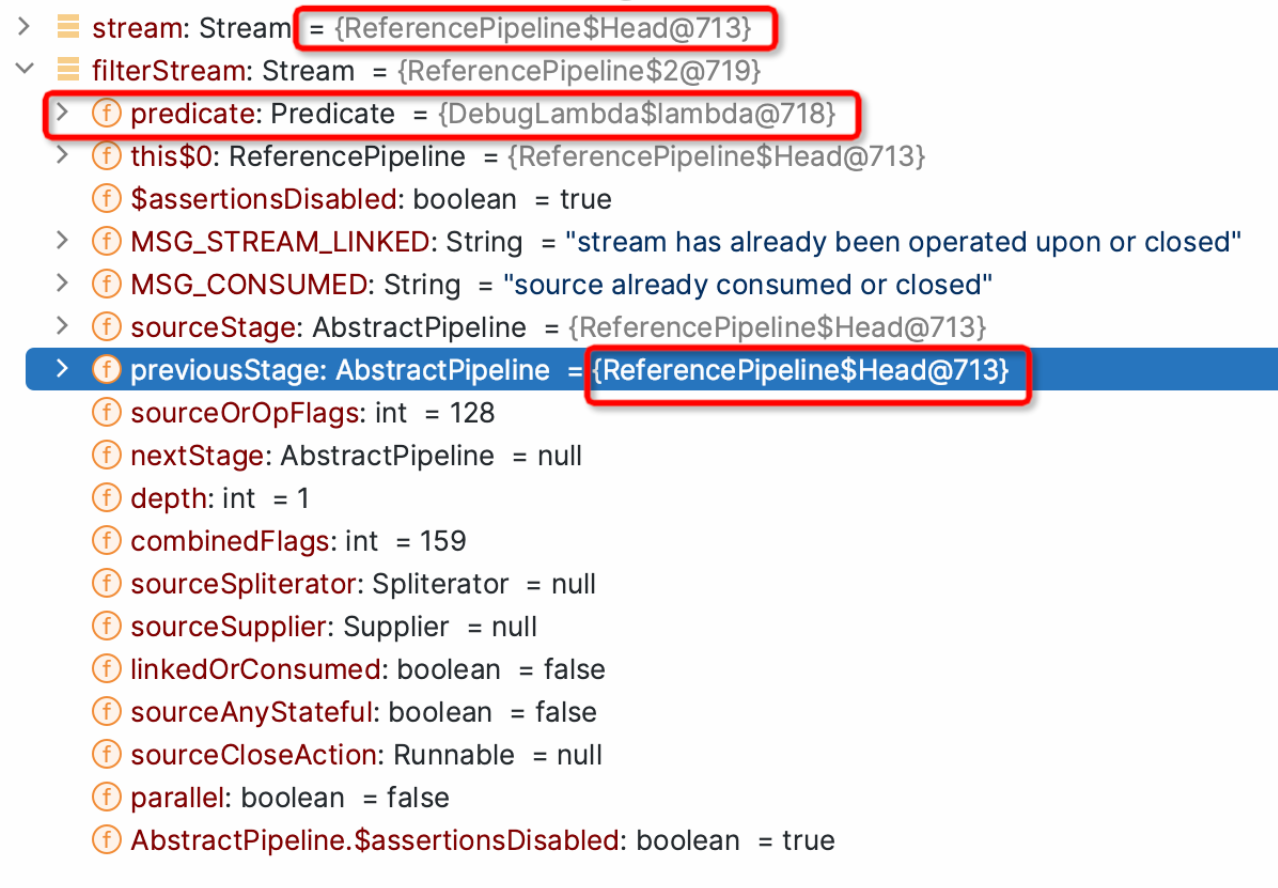 stream: Stream = {ReferencePipeline$Head@713}
filterStream: Stream = {ReferencePipeline$2@719}
f predicate: Predicate = {DebugLambda$lambda@718}
f this$0: ReferencePipeline = {ReferencePipeline$Head@713}
f $assertionsDisabled: boolean = true
f MSG_STREAM_LINKED: String = "stream has already been operated upon or closed"
f MSG_CONSUMED: String = "source already consumed or closed"
f sourceStage: AbstractPipeline = {ReferencePipeline$Head@713}
f previousStage: AbstractPipeline = {ReferencePipeline$Head@713}
f sourceOrOpFlags: int = 128
f nextStage: AbstractPipeline = null
f depth: int = 1
f combinedFlags: int = 159
f sourceSpliterator: Spliterator = null
f sourceSupplier: Supplier = null
f linkedOrConsumed: boolean = false
f sourceAnyStateful: boolean = false
f sourceCloseAction: Runnable = null
f parallel: boolean = false
f AbstractPipeline.$assertionsDisabled: boolean = true